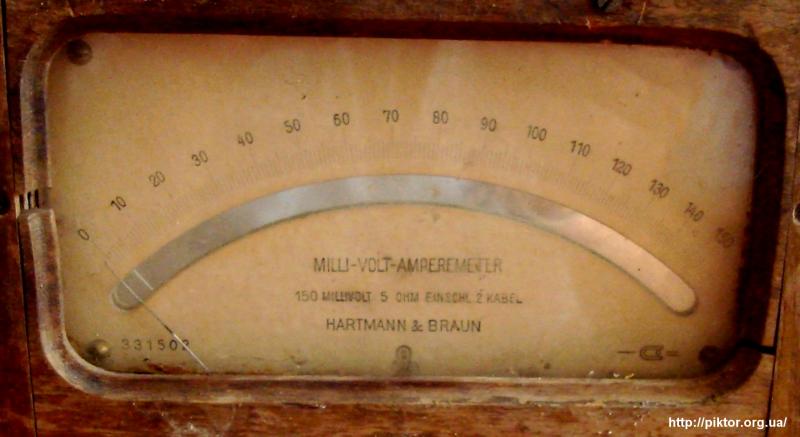 0 10 20 30 40 50 60 70 80 90 100 110 120 130 140 150
MILLI-VOLT-AMPEREMETER
150 MILLIVOLT 5 OHM EINSCHL. 2 KABEL
HARTMANN & BRAUN
331502
http://piktor.org.ua/